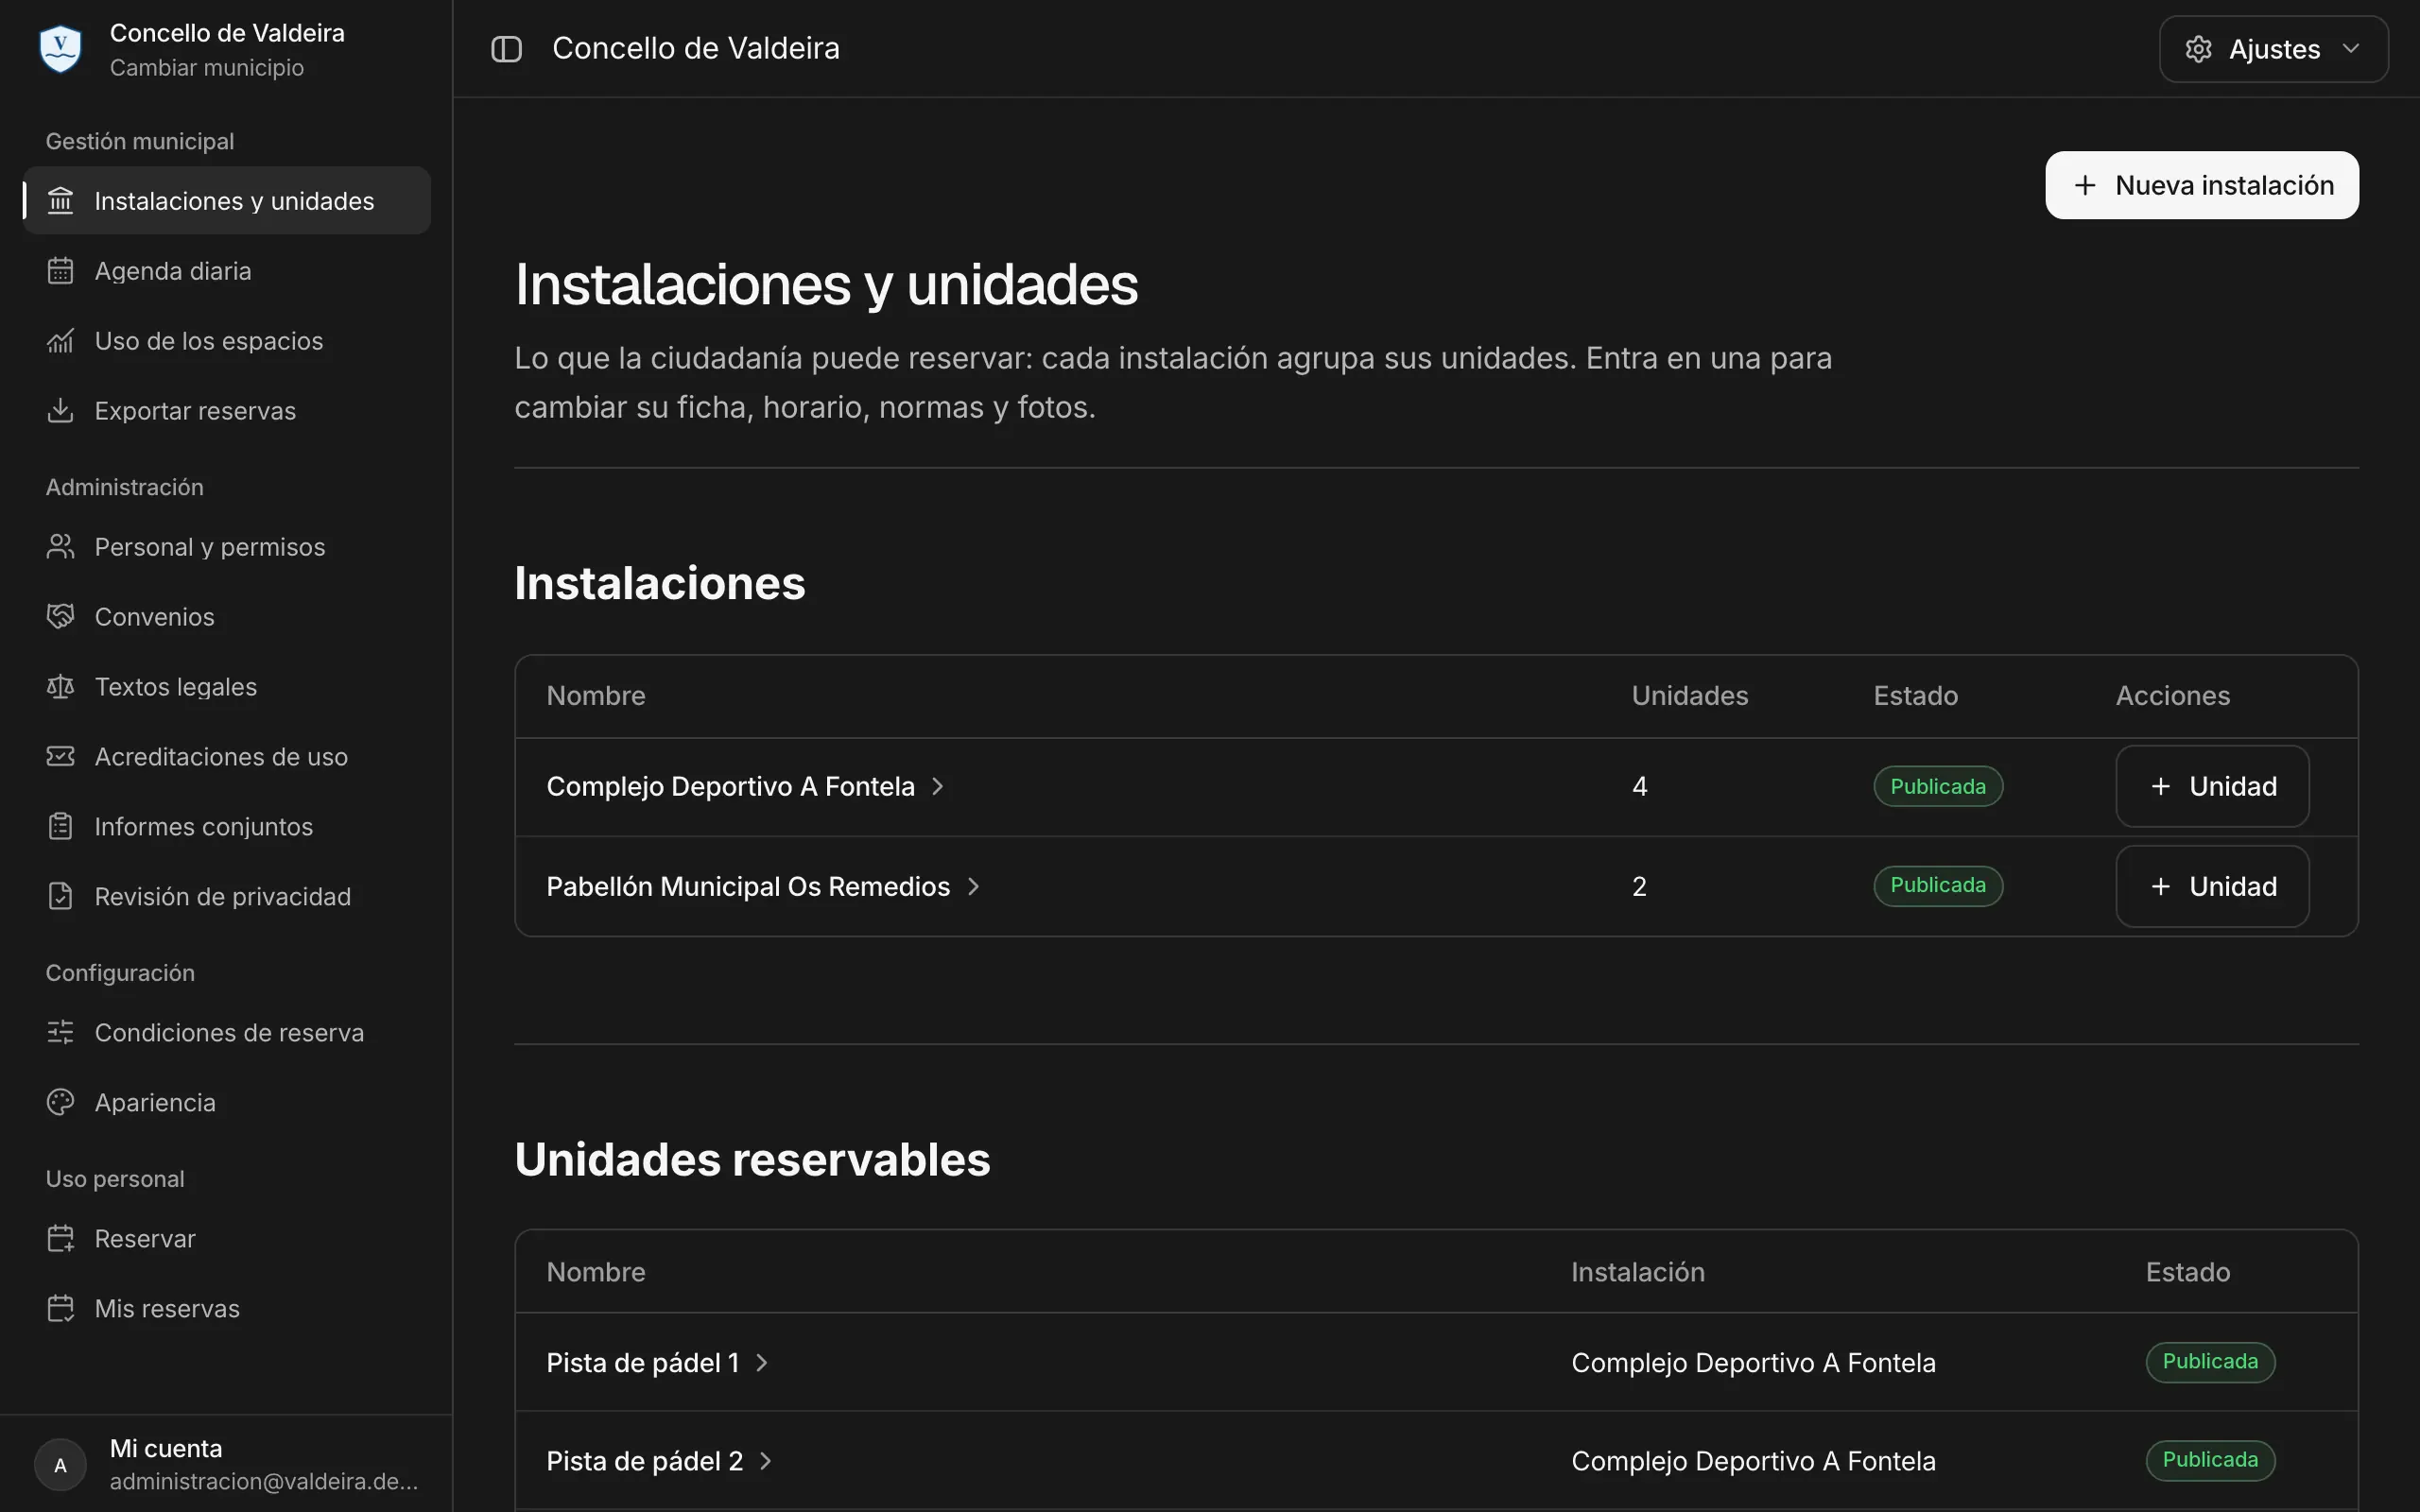 V
Concello de Valdeira
Cambiar municipio
Gestión municipal
Instalaciones y unidades
Agenda diaria
Uso de los espacios
Exportar reservas
Administración
Personal y permisos
Convenios
Textos legales
Acreditaciones de uso
Informes conjuntos
Revisión de privacidad
Configuración
Condiciones de reserva
Apariencia
Uso personal
Reservar
Mis reservas
A
Mi cuenta
administracion@valdeira.de...
Concello de Valdeira
Ajustes
Nueva instalación
Instalaciones y unidades
Lo que la ciudadanía puede reservar: cada instalación agrupa sus unidades. Entra en una para
cambiar su ficha, horario, normas y fotos.
Instalaciones
Nombre Unidades Estado Acciones
Complejo Deportivo A Fontela 4 Publicada + Unidad
Pabellón Municipal Os Remedios 2 Publicada + Unidad
Unidades reservables
Nombre Instalación Estado
Pista de pádel 1 Complejo Deportivo A Fontela Publicada
Pista de pádel 2 Complejo Deportivo A Fontela Publicada